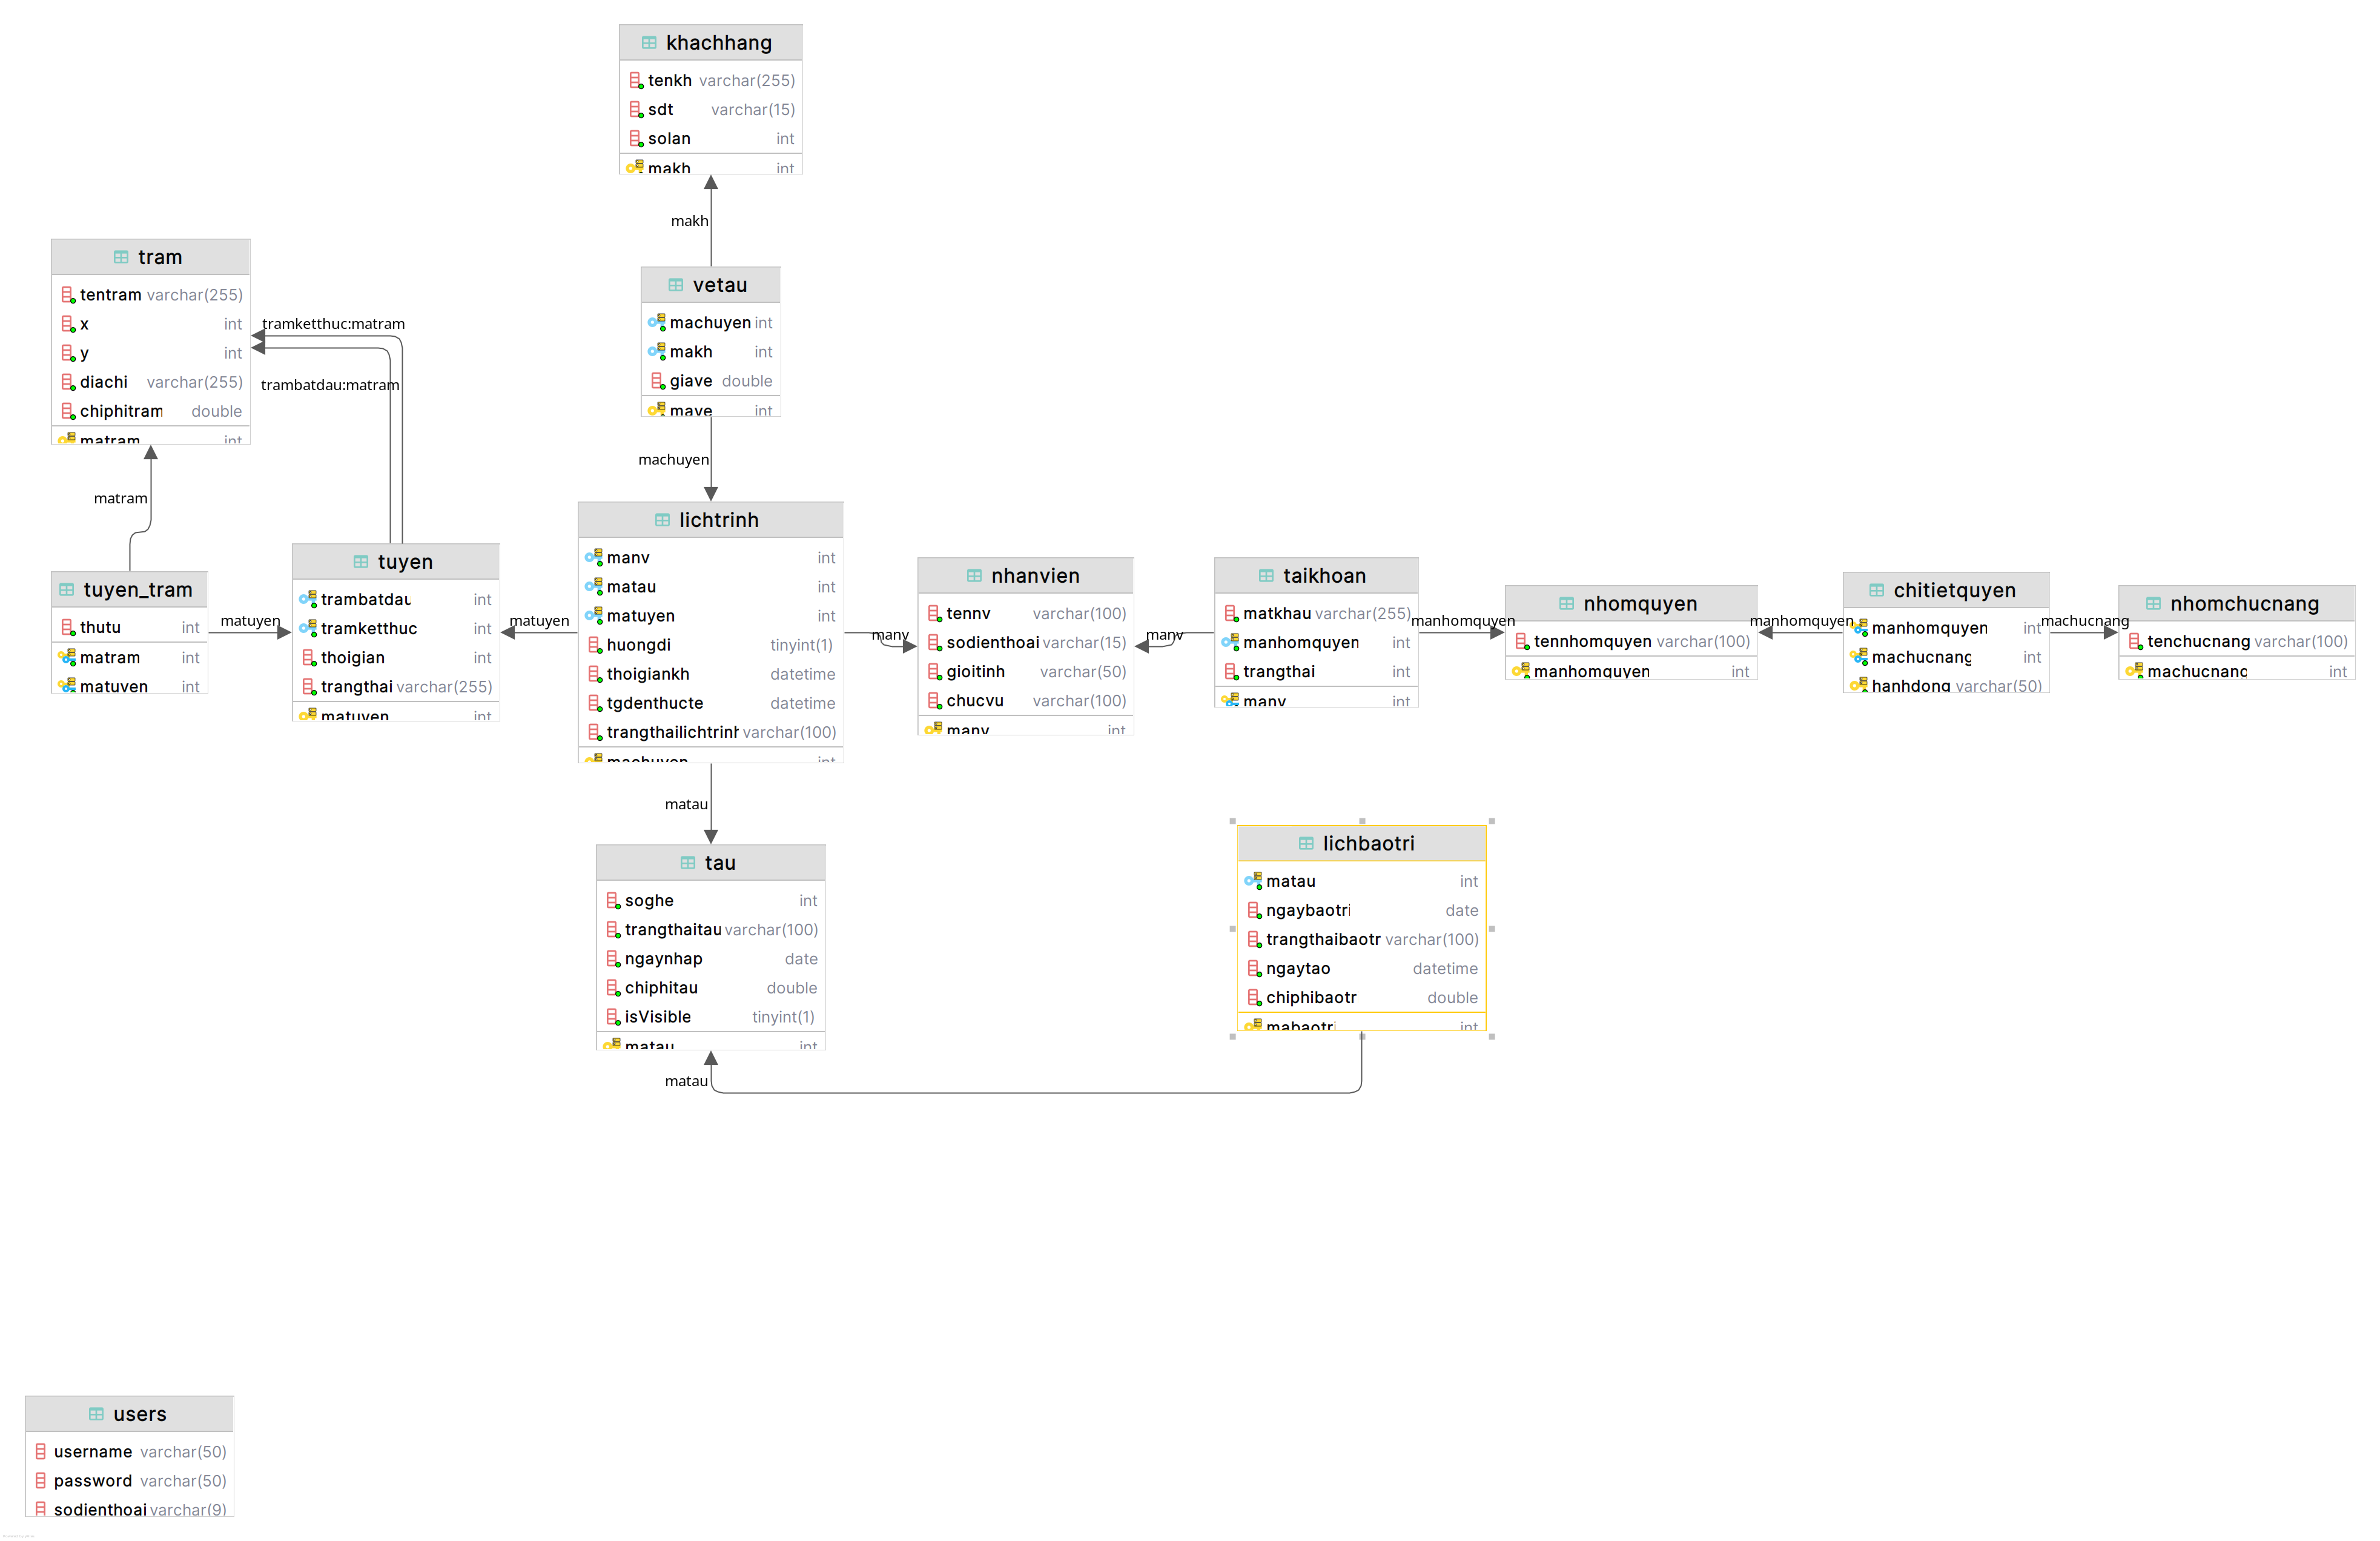 khachhang
tenkh varchar(255)
sdt varchar(15)
solan int
makh int
makh
tram
tentram varchar(255)
x int
y int
diachi varchar(255)
chiphitram double
matram int
tramketthuc:matram
trambatdau:matram
vetau
machuyen int
makh int
giave double
mave int
machuyen
matram
lichtrinh
manv int
matau int
matuyen int
huongdi tinyint(1)
thoigiankh datetime
tgdenthucte datetime
trangthailichtrinh varchar(100)
machuyen int
tuyen
trambatdau int
tramketthuc int
thoigian int
trangthai varchar(255)
matuyen int
tuyen_tram
thutu int
matram int
matuyen int
matuyen
matuyen
manv
nhanvien
tennv varchar(100)
sodienthoai varchar(15)
gioitinh varchar(50)
chucvu varchar(100)
manv int
manv
taikhoan
matkhau varchar(255)
manhomquyen int
trangthai int
manv int
manhomquyen
nhomquyen
tennhomquyen varchar(100)
manhomquyen int
manhomquyen
chitietquyen
manhomquyen int
machucnang int
hanhdong varchar(50)
machucnang
nhomchucnang
tenchucnang varchar(100)
machucnang int
matau
tau
soghe int
trangthaitau varchar(100)
ngaynhap date
chiphitau double
isVisible tinyint(1)
matau int
matau
lichbaotri
matau int
ngaybaotri date
trangthaibaotr varchar(100)
ngaytao datetime
chiphibaotr double
mabaotri int
users
username varchar(50)
password varchar(50)
sodienthoai varchar(9)